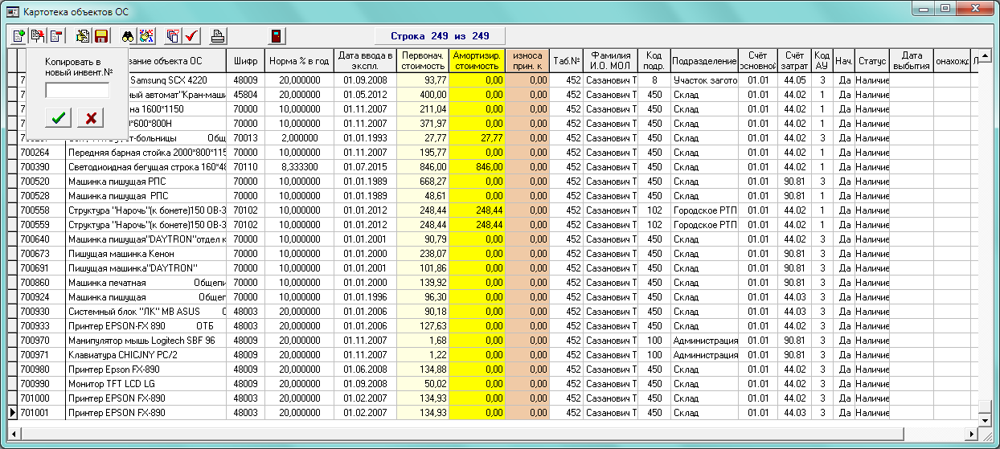 Картотека объектов ОС
Строка 249 из 249
Копировать в
новый инвент.№
вание объекта ОС Шифр Норма % в год Дата ввода в экспл. Первонач. стоимость Амортизир. стоимость износа прин. к Таб.№ Фамилия И.О. МОЛ Код подр. Подразделение Счёт основной Счёт затрат Код АУ Нач. Статус Дата выбытия онахожд Л
7 Samsung SCX 4220 48009 20,000000 01.09.2008 93,77 0,00 0,00 452 Сазанович Т 8 Участок загото 01.01 44.05 3 Да Наличие
7 ный автомат"Кран-маши 45804 20,000000 01.05.2012 400,00 0,00 0,00 452 Сазанович Т 450 Склад 01.01 44.02 1 Да Наличие
7 на 1600*1150 70000 10,000000 01.11.2007 211,04 0,00 0,00 452 Сазанович Т 450 Склад 01.01 44.02 1 Да Наличие
7 *600*800Н 70000 10,000000 01.11.2007 371,97 0,00 0,00 452 Сазанович Т 450 Склад 01.01 44.02 1 Да Наличие
т-больницы Общ 70013 2,000000 01.01.1993 27,77 27,77 0,00 452 Сазанович Т 450 Склад 01.01 44.02 3 Да Наличие
700264 Передняя барная стойка 2000*800*115 70000 10,000000 01.11.2007 195,77 0,00 0,00 452 Сазанович Т 450 Склад 01.01 44.02 1 Да Наличие
700390 Светодиоидная бегущая строка 160*48 70110 8,333300 01.07.2015 846,00 846,00 0,00 452 Сазанович Т 450 Склад 01.01 44.02 1 Да Наличие
700520 Машинка пишущая РПС 70000 10,000000 01.01.1989 668,27 0,00 0,00 452 Сазанович Т 450 Склад 01.01 90.81 3 Да Наличие
700528 Машинка пишущая РПС 70000 10,000000 01.01.1989 48,61 0,00 0,00 452 Сазанович Т 450 Склад 01.01 90.81 1 Да Наличие
700558 Структура "Нарочь"(к бонете)150 ОВ-3 70102 10,000000 01.01.2012 248,44 248,44 0,00 452 Сазанович Т 102 Городское РТП 01.01 44.02 1 Да Наличие
700559 Структура "Нарочь"(к бонете)150 ОВ-3 70102 10,000000 01.01.2012 248,44 248,44 0,00 452 Сазанович Т 102 Городское РТП 01.01 44.02 1 Да Наличие
700640 Машинка пишущая"DAYTRON"отдел к 70000 10,000000 01.01.2001 90,79 0,00 0,00 452 Сазанович Т 450 Склад 01.01 44.02 3 Да Наличие
700673 Пишущая машинка Кенон 70000 10,000000 01.01.2000 238,07 0,00 0,00 452 Сазанович Т 450 Склад 01.01 90.81 3 Да Наличие
700691 Пишущая машинка"DAYTRON" 70000 10,000000 01.01.2001 101,86 0,00 0,00 452 Сазанович Т 450 Склад 01.01 90.81 3 Да Наличие
700860 Машинка печатная Общепи 70000 10,000000 01.01.2000 139,92 0,00 0,00 452 Сазанович Т 450 Склад 01.01 90.81 3 Да Наличие
700924 Машинка пишущая Общеп 70000 10,000000 01.01.1996 96,30 0,00 0,00 452 Сазанович Т 450 Склад 01.01 44.03 3 Да Наличие
700930 Системный блок "ЛК" MB ASUS 48003 20,000000 01.01.2006 90,18 0,00 0,00 452 Сазанович Т 450 Склад 01.01 44.03 3 Да Наличие
700933 Принтер EPSON-FX 890 ОТБ 48003 20,000000 01.01.2006 127,63 0,00 0,00 452 Сазанович Т 450 Склад 01.01 44.02 3 Да Наличие
700970 Манипулятор мышь Logitech SBF 96 48009 20,000000 01.11.2007 1,68 0,00 0,00 452 Сазанович Т 100 Администрация 01.01 90.81 3 Да Наличие
700971 Клавиатура CHICJNY PC/2 48009 20,000000 01.11.2007 1,22 0,00 0,00 452 Сазанович Т 100 Администрация 01.01 90.81 3 Да Наличие
700980 Принтер Epson FX-890 48009 20,000000 01.06.2008 134,88 0,00 0,00 452 Сазанович Т 450 Склад 01.01 44.02 3 Да Наличие
700990 Монитор TFT LCD LG 48009 20,000000 01.09.2008 50,02 0,00 0,00 452 Сазанович Т 450 Склад 01.01 44.02 3 Да Наличие
701000 Принтер EPSON FX-890 48003 20,000000 01.02.2007 134,93 0,00 0,00 452 Сазанович Т 450 Склад 01.01 44.02 3 Да Наличие
701001 Принтер EPSON FX-890 48003 20,000000 01.02.2007 134,93 0,00 0,00 452 Сазанович Т 450 Склад 01.01 44.03 3 Да Наличие